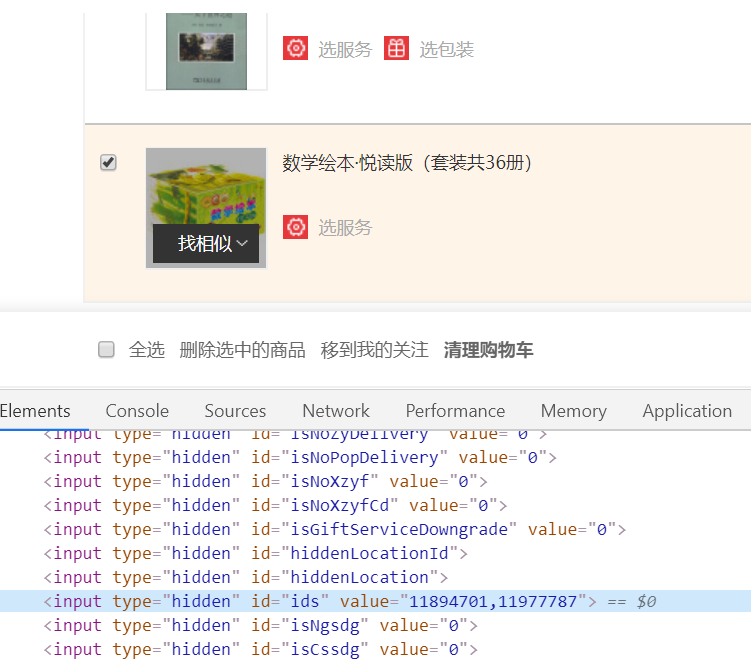 选服务 选包装
数学绘本·悦读版（套装共36册）
数学绘本
找相似
选服务
全选 删除选中的商品 移到我的关注 清理购物车
Elements Console Sources Network Performance Memory Application
<input type="hidden" id="isNoZyDelivery" value="0">
<input type="hidden" id="isNoPopDelivery" value="0">
<input type="hidden" id="isNoXzyf" value="0">
<input type="hidden" id="isNoXzyfCd" value="0">
<input type="hidden" id="isGiftServiceDowngrade" value="0">
<input type="hidden" id="hiddenLocationId">
<input type="hidden" id="hiddenLocation">
<input type="hidden" id="ids" value="11894701,11977787"> == $0
<input type="hidden" id="isNgsdg" value="0">
<input type="hidden" id="isCssdg" value="0">